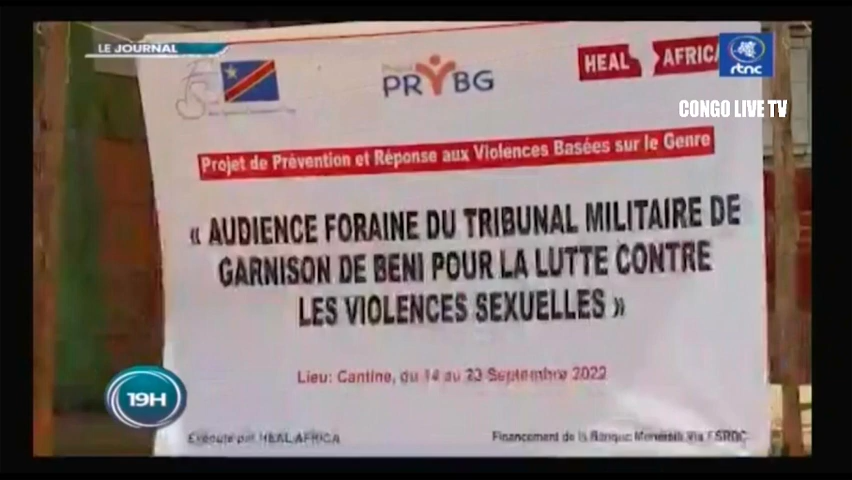 LE JOURNAL
PRVBG
HEAL AFRICA
rtnc
CONGO LIVE TV
Projet de Prévention et Réponse aux Violences Basées sur le Genre
« AUDIENCE FORAINE DU TRIBUNAL MILITAIRE DE
GARNISON DE BENI POUR LA LUTTE CONTRE
LES VIOLENCES SEXUELLES »
Lieu: Cantine, du 14 au 23 Septembre 2022
19H
Exécuté par HEAL AFRICA
Financement de la Banque Mondiale Via FSRDC